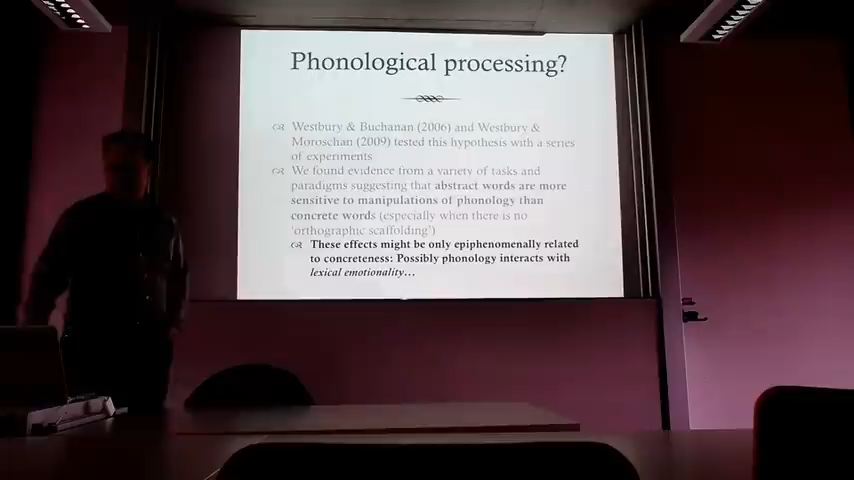 Phonological processing?
Westbury & Buchanan (2006) and Westbury &
Moroschan (2009) tested this hypothesis with a series
of experiments
We found evidence from a variety of tasks and
paradigms suggesting that abstract words are more
sensitive to manipulations of phonology than
concrete words (especially when there is no
'orthographic scaffolding')
These effects might be only epiphenomenally related
to concreteness: Possibly phonology interacts with
lexical emotionality...